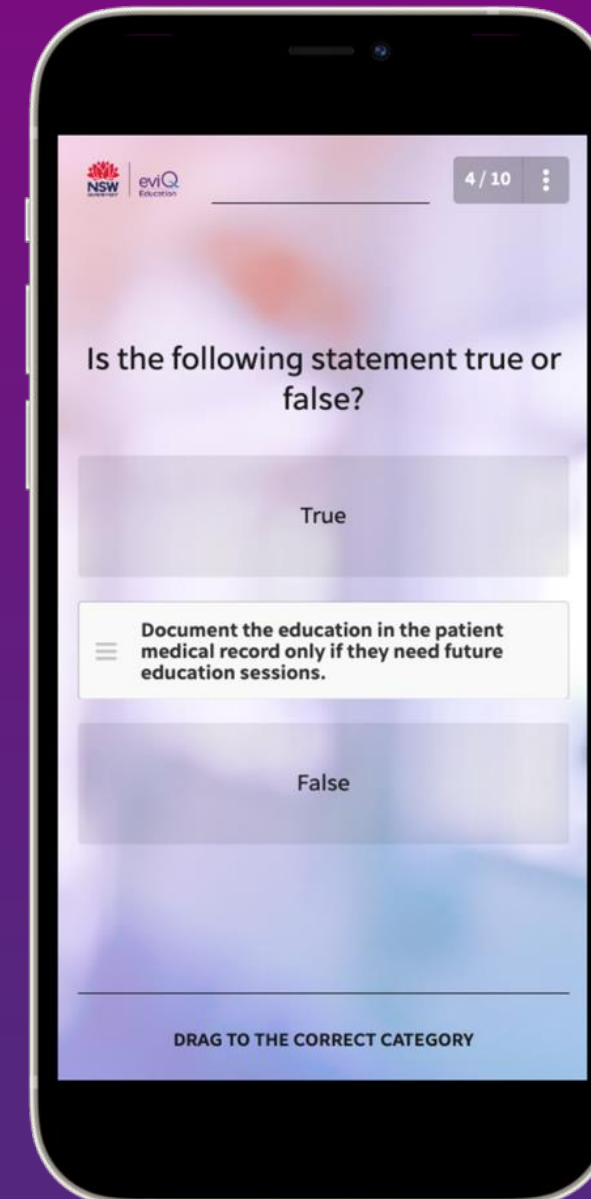 NSW
eviQ
Education
4 / 10
Is the following statement true or
false?
True
Document the education in the patient
medical record only if they need future
education sessions.
False
DRAG TO THE CORRECT CATEGORY